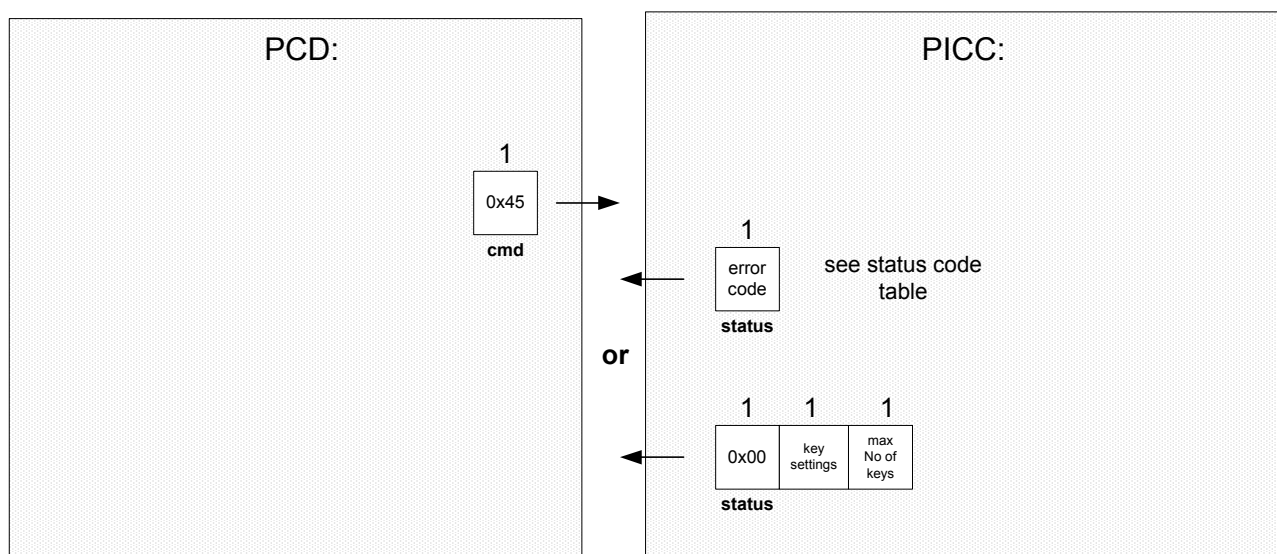 PCD:
PICC:
1
0x45
cmd
1
error
code
status
see status code
table
or
1 1 1
0x00
key
settings
max
No of
keys
status